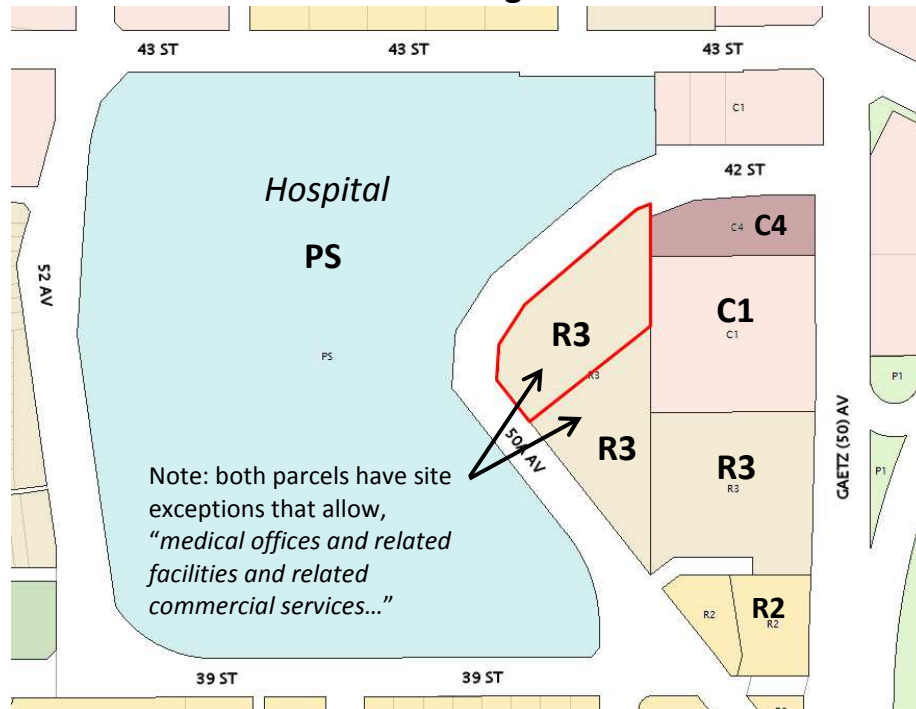 43 ST
43 ST
43 ST
C1
42 ST
Hospital
PS
C4
C4
52 AV
C1
C1
R3
PS
R3
P1
50A AV
R3
R3
R3
GAETZ (50) AV
P1
Note: both parcels have site
exceptions that allow,
“medical offices and related
facilities and related
commercial services…”
R2
R2
R2
39 ST
39 ST